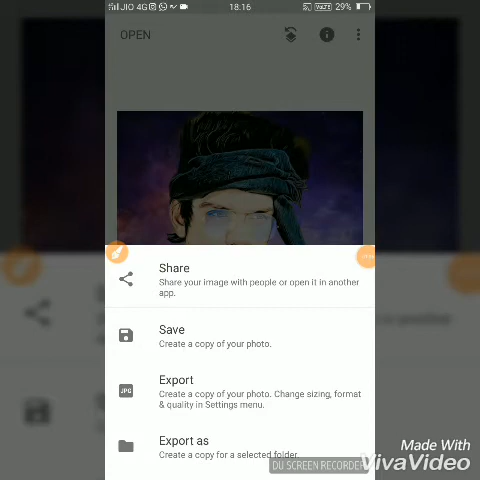 JIO 4G
18:16
VoLTE
29%
OPEN
Share
Share your image with people or open it in another
app.
Save
Create a copy of your photo.
JPG
Export
Create a copy of your photo. Change sizing, format
& quality in Settings menu.
Export as
Create a copy for a selected folder.
DU SCREEN RECORDER
Made With
VivaVideo